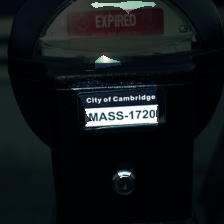 EXPIRED
City of Cambridge
MASS-1720